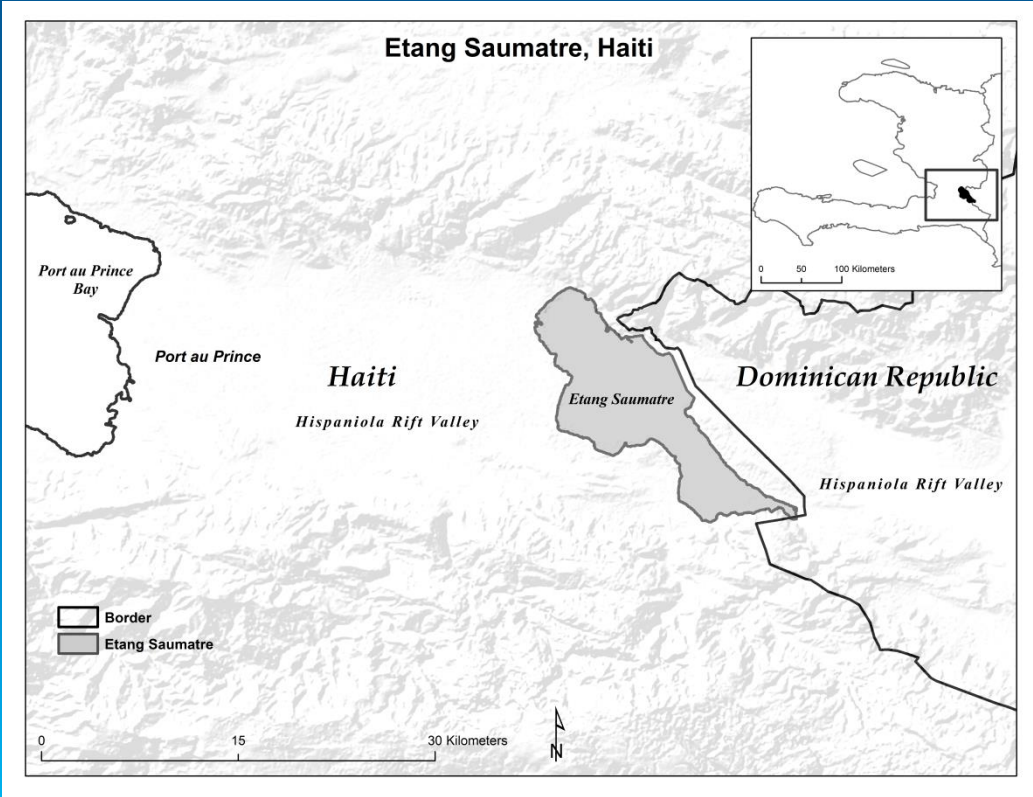 Etang Saumatre, Haiti
0 50 100 Kilometers
Port au Prince
Bay
Port au Prince
Haiti
Dominican Republic
Etang Saumatre
Hispaniola Rift Valley
Hispaniola Rift Valley
Border
Etang Saumatre
0 15 30 Kilometers
N